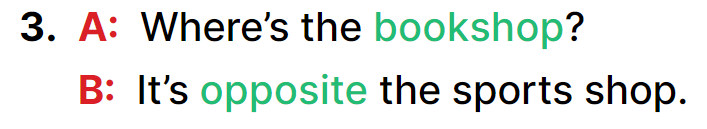 3. A: Where’s the bookshop?
B: It’s opposite the sports shop.